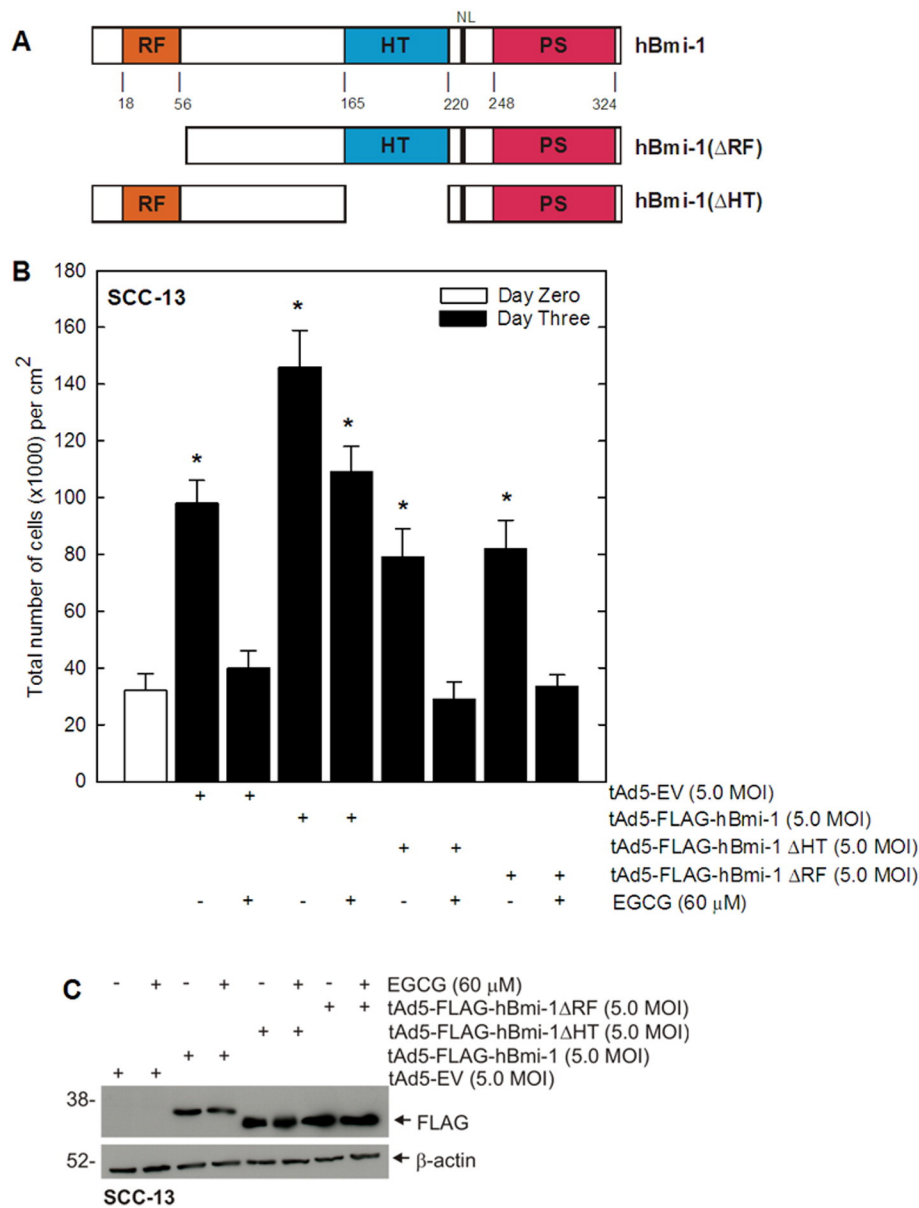 A
NL
RF HT PS hBmi-1
18 56 165 220 248 324
HT PS hBmi-1(ΔRF)
RF PS hBmi-1(ΔHT)
B
SCC-13
Day Zero
Day Three
Total number of cells (x1000) per cm2
180
160
140
120
100
80
60
40
20
0
* * * * *
+ + tAd5-EV (5.0 MOI)
+ + tAd5-FLAG-hBmi-1 (5.0 MOI)
+ + tAd5-FLAG-hBmi-1 ΔHT (5.0 MOI)
+ + tAd5-FLAG-hBmi-1 ΔRF (5.0 MOI)
- + - + - + - + EGCG (60 μM)
C
- + - + - + - + EGCG (60 μM)
+ + tAd5-FLAG-hBmi-1ΔRF (5.0 MOI)
+ + tAd5-FLAG-hBmi-1ΔHT (5.0 MOI)
+ + tAd5-FLAG-hBmi-1 (5.0 MOI)
+ + tAd5-EV (5.0 MOI)
38-
FLAG
52-
β-actin
SCC-13